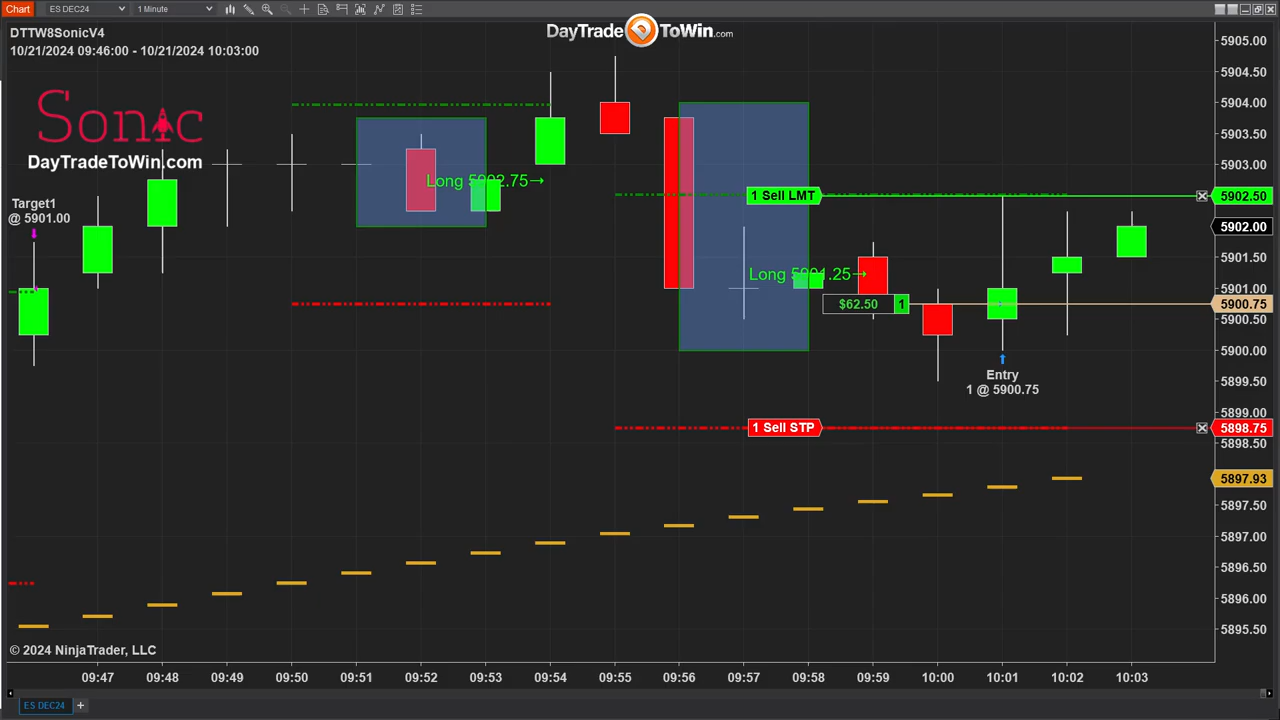 Chart
ES DEC24
1 Minute
DTTW8SonicV4
10/21/2024 09:46:00 - 10/21/2024 10:03:00
DayTrade ToWin.com
Sonic
DayTradeToWin.com
Target1
@ 5901.00
Long 5902.75→
1 Sell LMT
Long 5901.25→
$62.50 1
Entry
1 @ 5900.75
1 Sell STP
5905.00
5904.50
5904.00
5903.50
5903.00
5902.50
5902.00
5901.50
5901.00
5900.75
5900.50
5900.00
5899.50
5899.00
5898.75
5898.50
5897.93
5897.50
5897.00
5896.50
5896.00
5895.50
© 2024 NinjaTrader, LLC
09:47 09:48 09:49 09:50 09:51 09:52 09:53 09:54 09:55 09:56 09:57 09:58 09:59 10:00 10:01 10:02 10:03
ES DEC24 +